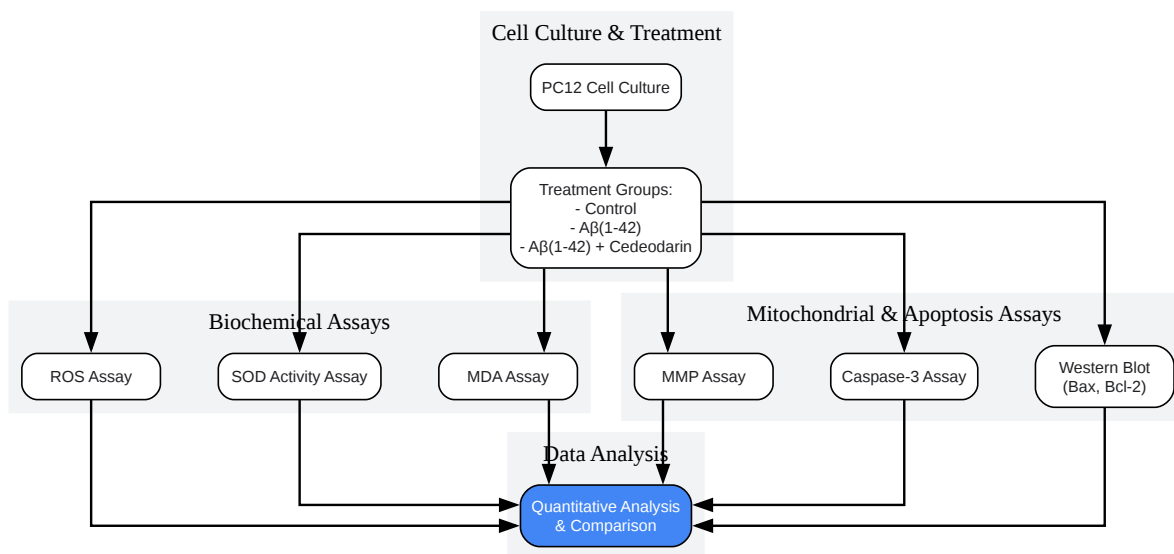 Cell Culture & Treatment
PC12 Cell Culture
Treatment Groups:
- Control
- Aβ(1-42)
- Aβ(1-42) + Cedeodarin
Biochemical Assays
Mitochondrial & Apoptosis Assays
ROS Assay
SOD Activity Assay
MDA Assay
MMP Assay
Caspase-3 Assay
Western Blot
(Bax, Bcl-2)
Data Analysis
Quantitative Analysis
& Comparison